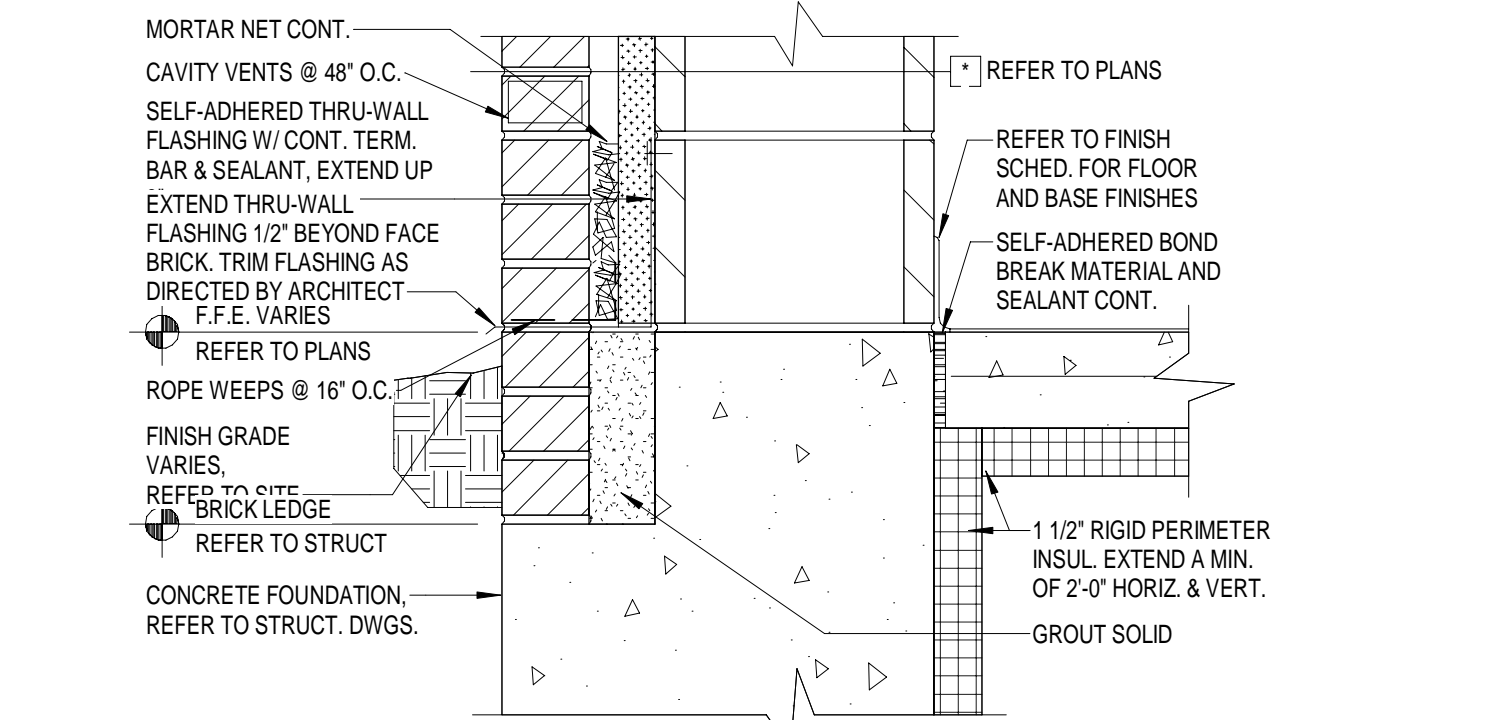 MORTAR NET CONT.
CAVITY VENTS @ 48" O.C.
SELF-ADHERED THRU-WALL
FLASHING W/ CONT. TERM.
BAR & SEALANT, EXTEND UP
EXTEND THRU-WALL
FLASHING 1/2" BEYOND FACE
BRICK. TRIM FLASHING AS
DIRECTED BY ARCHITECT
F.F.E. VARIES
REFER TO PLANS
ROPE WEEPS @ 16" O.C.
FINISH GRADE
VARIES,
REFER TO SITE
BRICK LEDGE
REFER TO STRUCT
CONCRETE FOUNDATION,
REFER TO STRUCT. DWGS.
* REFER TO PLANS
REFER TO FINISH
SCHED. FOR FLOOR
AND BASE FINISHES
SELF-ADHERED BOND
BREAK MATERIAL AND
SEALANT CONT.
1 1/2" RIGID PERIMETER
INSUL. EXTEND A MIN.
OF 2'-0" HORIZ. & VERT.
GROUT SOLID